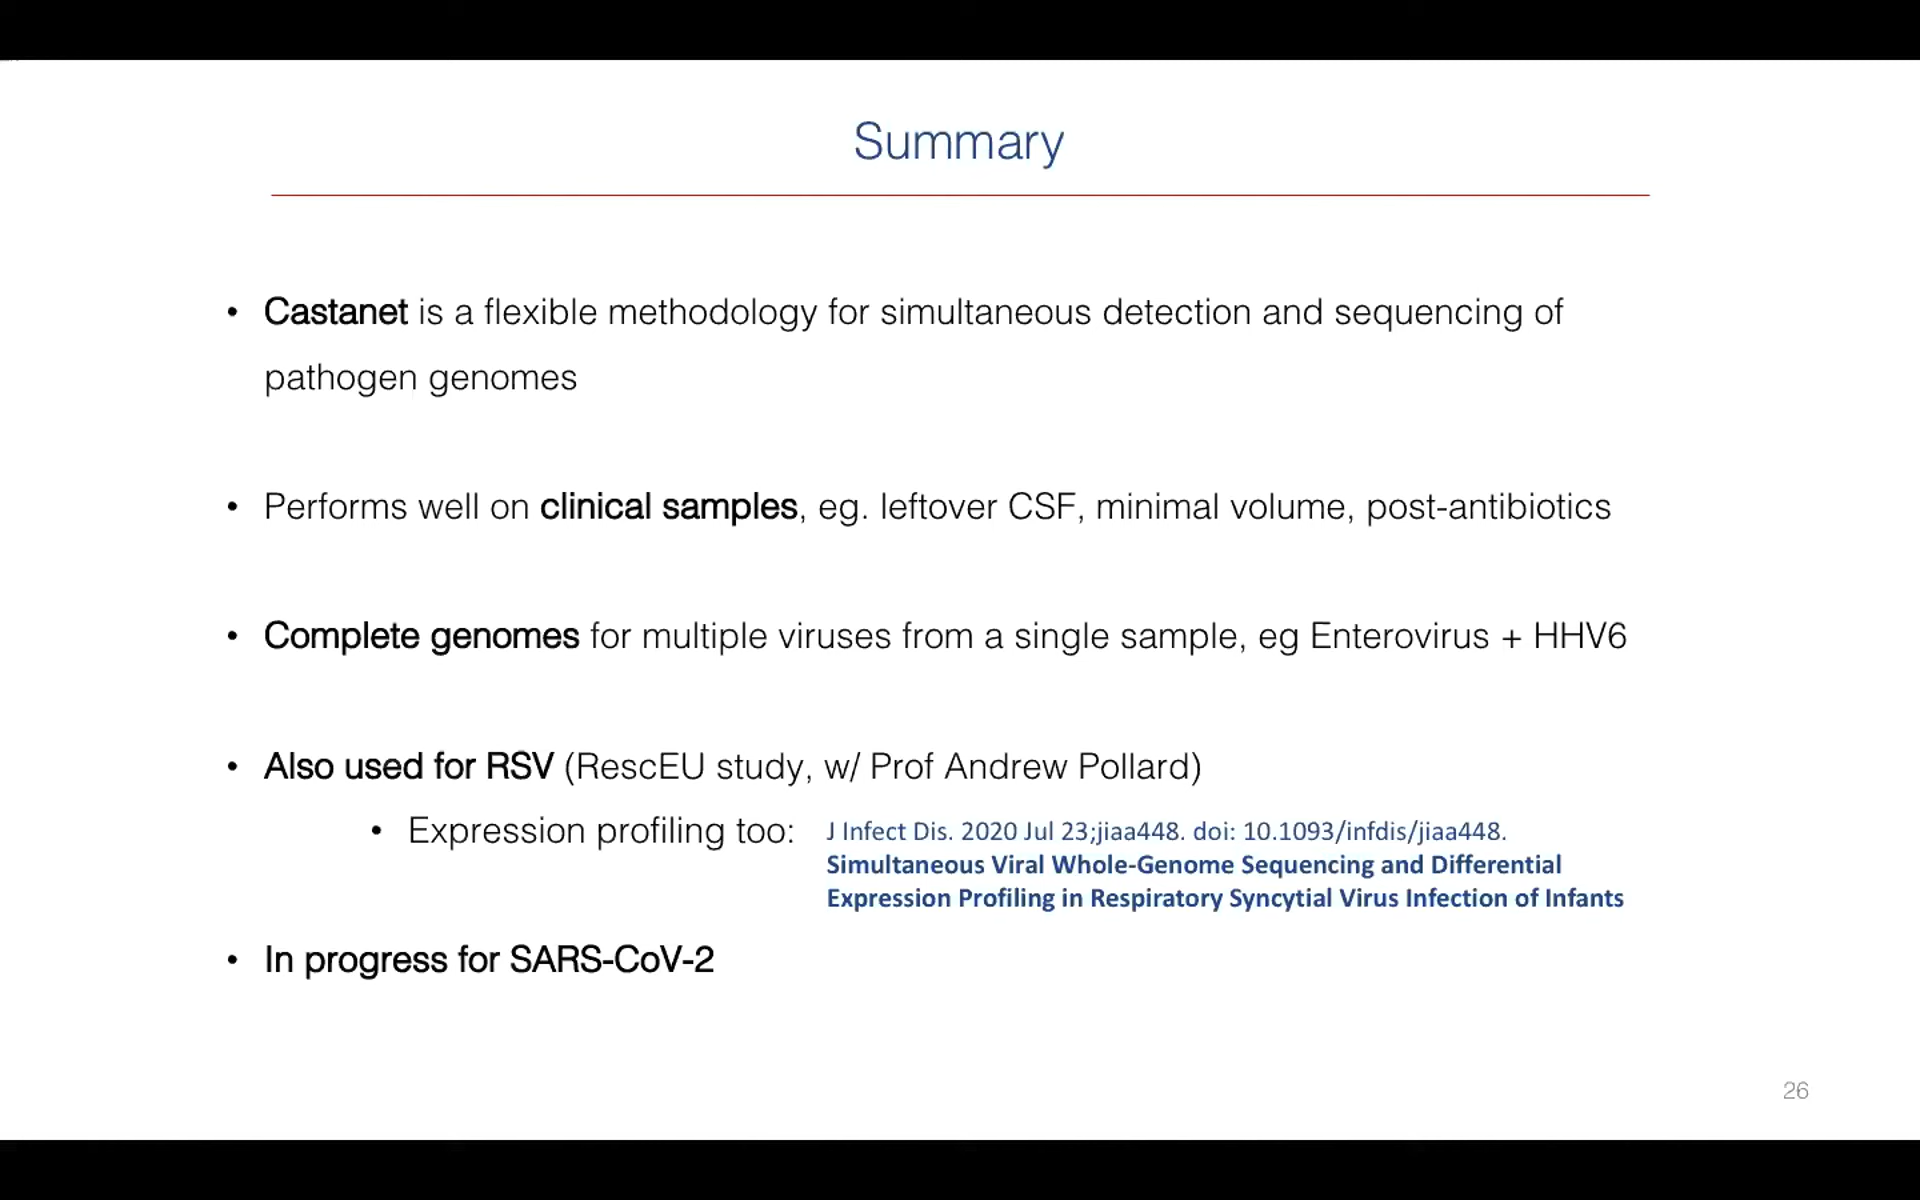 Summary
• Castanet is a flexible methodology for simultaneous detection and sequencing of
pathogen genomes
• Performs well on clinical samples, eg. leftover CSF, minimal volume, post-antibiotics
• Complete genomes for multiple viruses from a single sample, eg Enterovirus + HHV6
• Also used for RSV (RescEU study, w/ Prof Andrew Pollard)
• Expression profiling too:
J Infect Dis. 2020 Jul 23;jiaa448. doi: 10.1093/infdis/jiaa448.
Simultaneous Viral Whole-Genome Sequencing and Differential
Expression Profiling in Respiratory Syncytial Virus Infection of Infants
• In progress for SARS-CoV-2
26